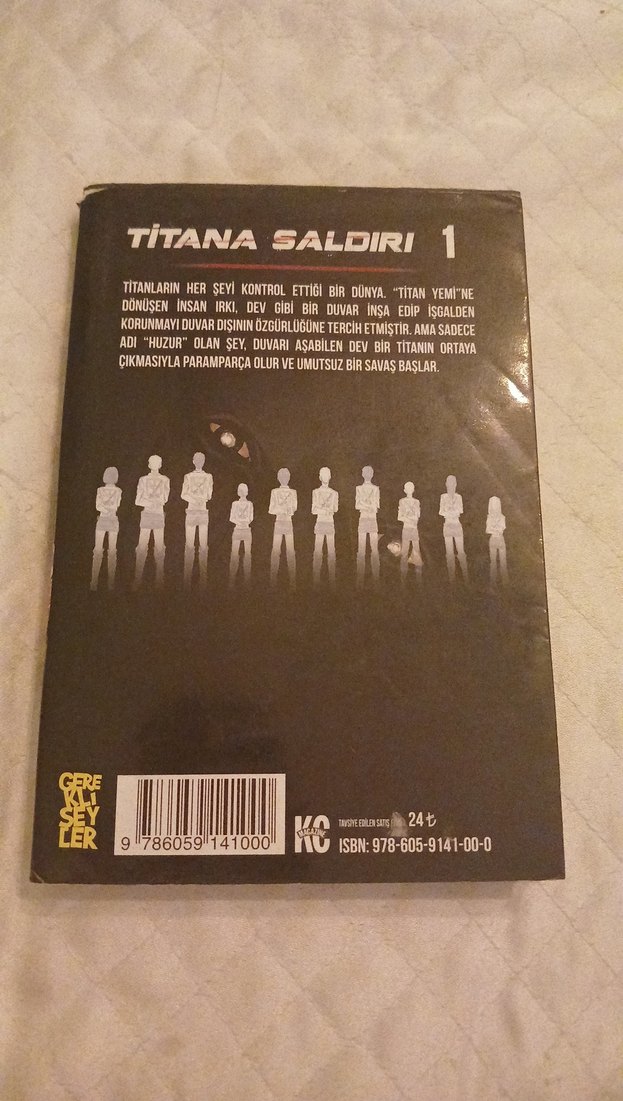 TİTANA SALDIRI 1
TİTANLARIN HER ŞEYİ KONTROL ETTİĞİ BİR DÜNYA. “TİTAN YEMİ”NE
DÖNÜŞEN İNSAN IRKI, DEV GİBİ BİR DUVAR İNŞA EDİP İŞGALDEN
KORUNMAYI DUVAR DIŞININ ÖZGÜRLÜĞÜNE TERCİH ETMİŞTİR. AMA SADECE
ADI “HUZUR” OLAN ŞEY, DUVARI AŞABİLEN DEV BİR TİTANIN ORTAYA
ÇIKMASIYLA PARAMPARÇA OLUR VE UMUTSUZ BİR SAVAŞ BAŞLAR.
GERE
KLİ
ŞEY
LER
9 786059 141000
KC
MAGAZINE
TAVSİYE EDİLEN SATIŞ 24 ₺
ISBN: 978-605-9141-00-0